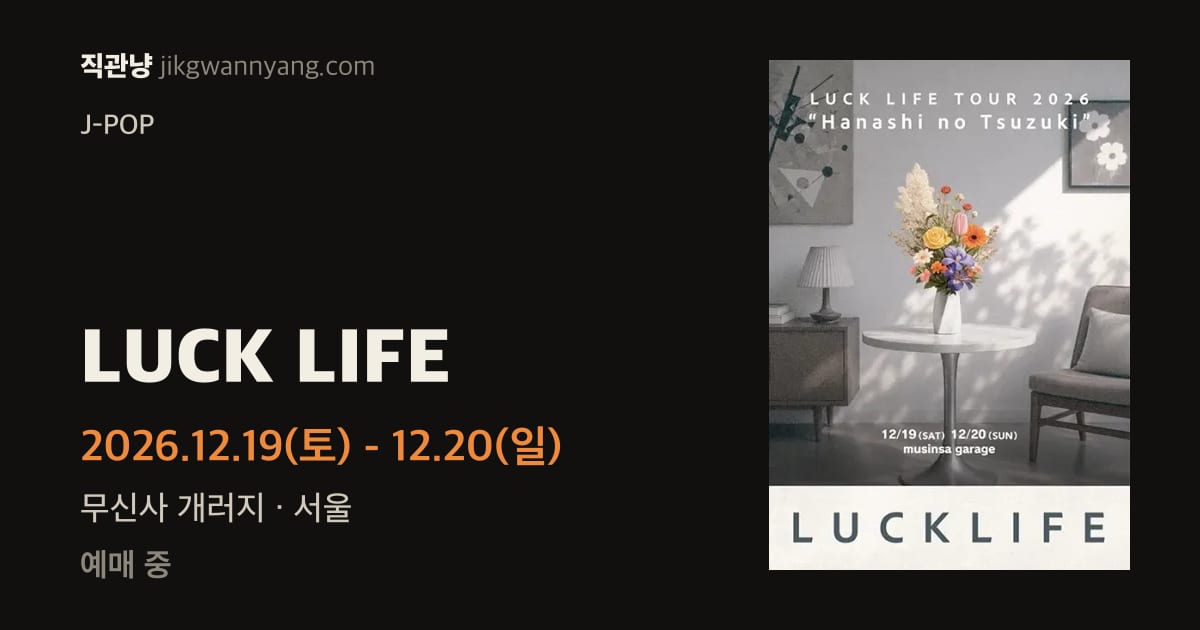 직관냥 jikgwannyang.com
J-POP
LUCK LIFE
2026.12.19(토) - 12.20(일)
무신사 개러지 · 서울
예매 중
LUCK LIFE TOUR 2026
“Hanashi no Tsuzuki”
12/19 (SAT) 12/20 (SUN)
musinsa garage
LUCKLIFE